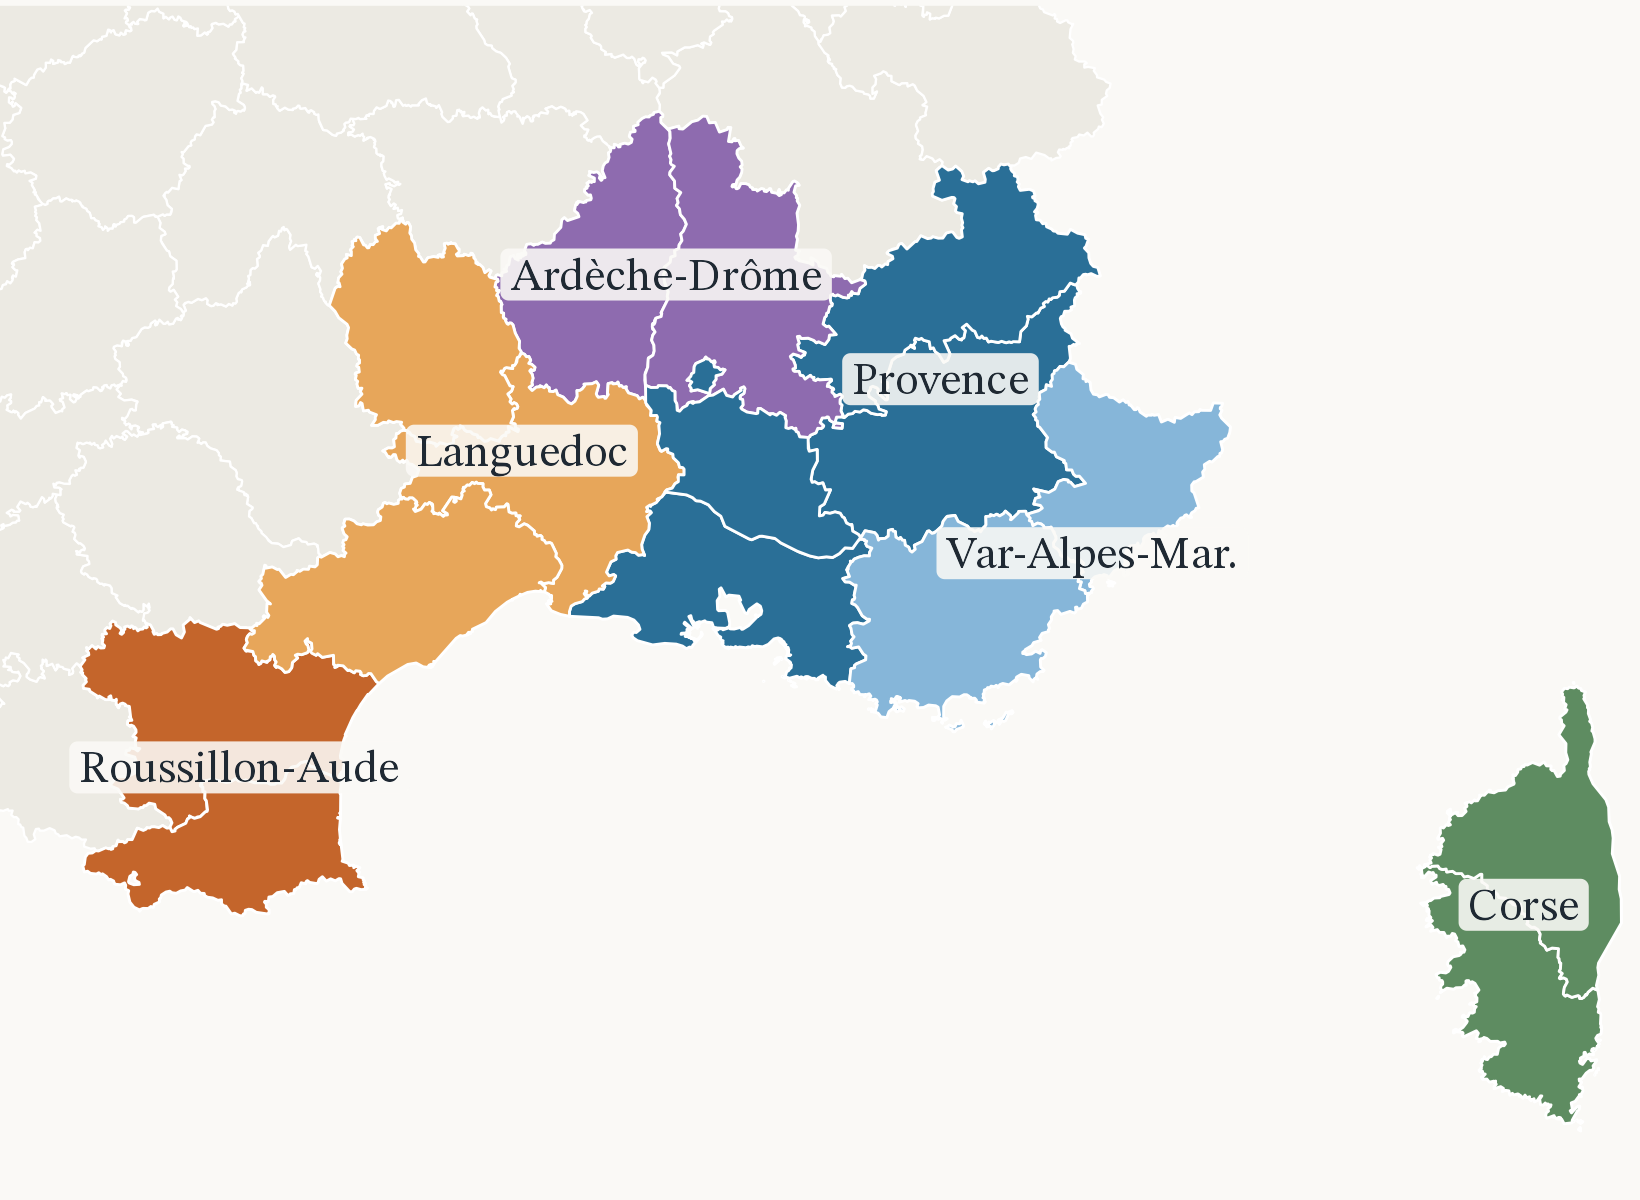 Ardèche-Drôme
Provence
Languedoc
Var-Alpes-Mar.
Roussillon-Aude
Corse